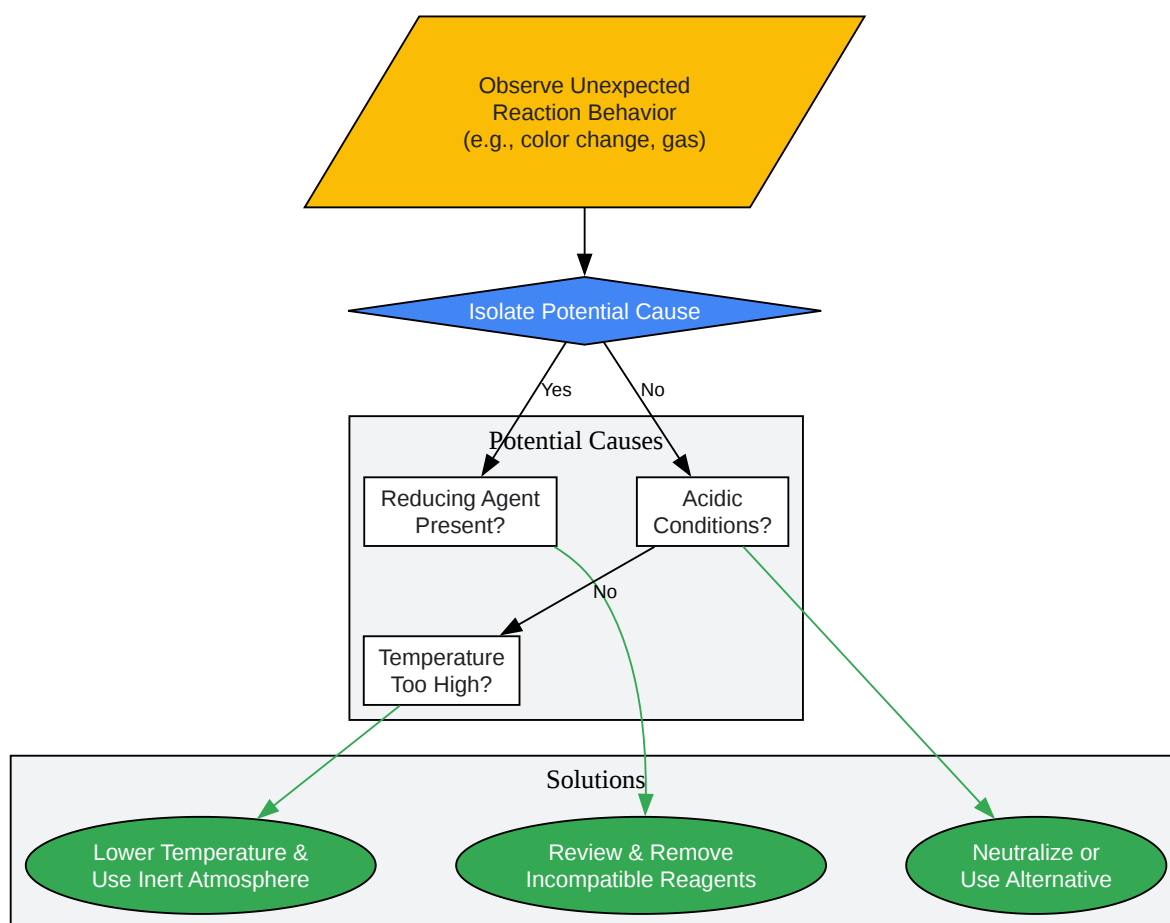 Observe Unexpected
Reaction Behavior
(e.g., color change, gas)
Isolate Potential Cause
Yes
No
Potential Causes
Reducing Agent
Present?
Acidic
Conditions?
No
Temperature
Too High?
Solutions
Lower Temperature &
Use Inert Atmosphere
Review & Remove
Incompatible Reagents
Neutralize or
Use Alternative